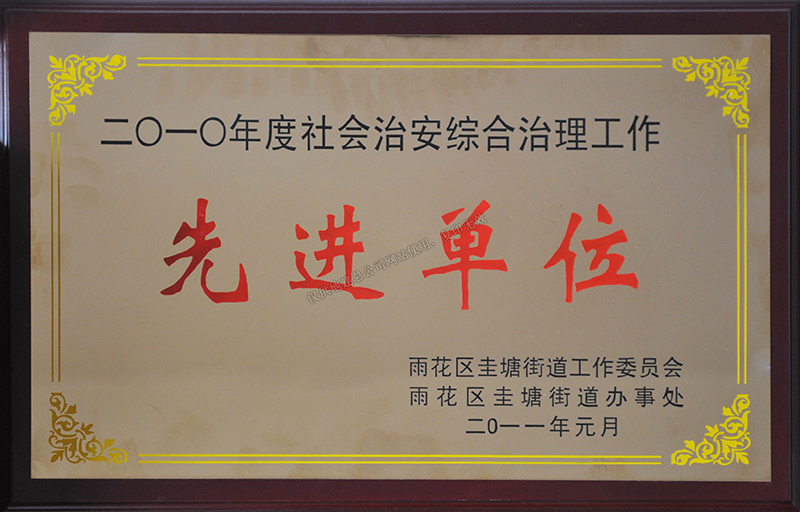 二〇一〇年度社会治安综合治理工作
先进单位
雨花区圭塘街道工作委员会
雨花区圭塘街道办事处
二0一一年元月